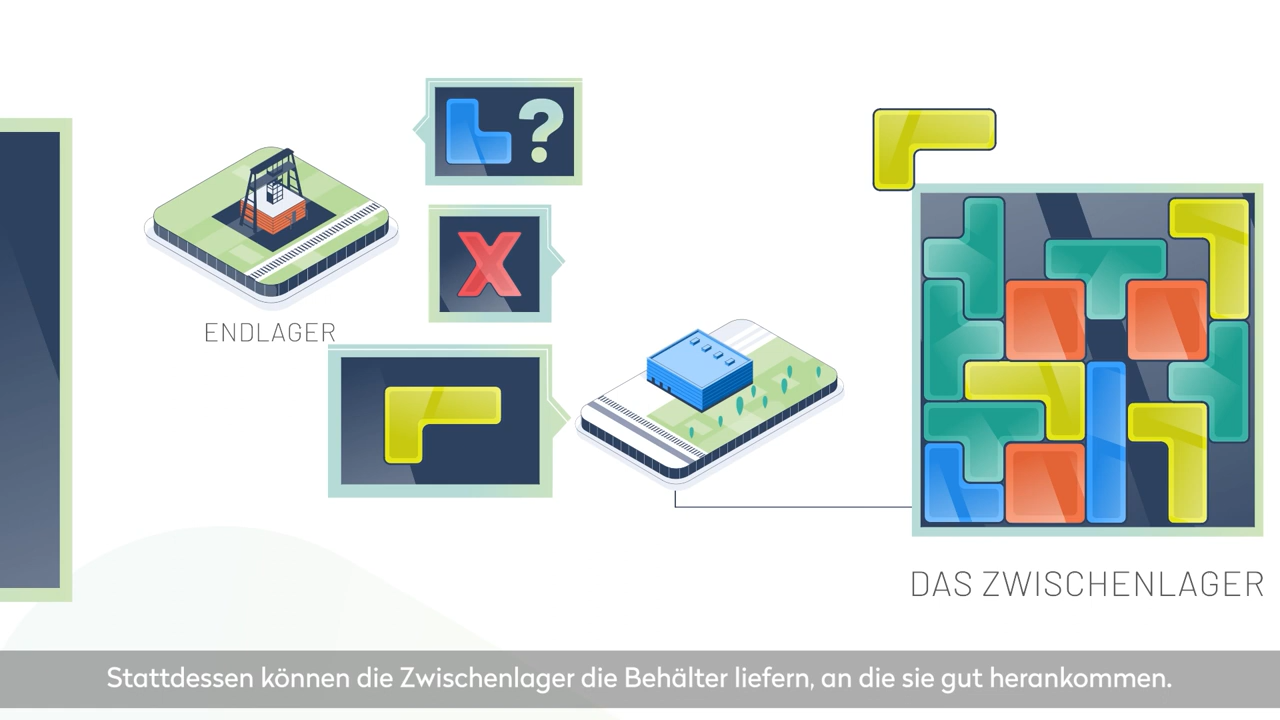 ?
X
ENDLAGER
DAS ZWISCHENLAGER
Stattdessen können die Zwischenlager die Behälter liefern, an die sie gut herankommen.